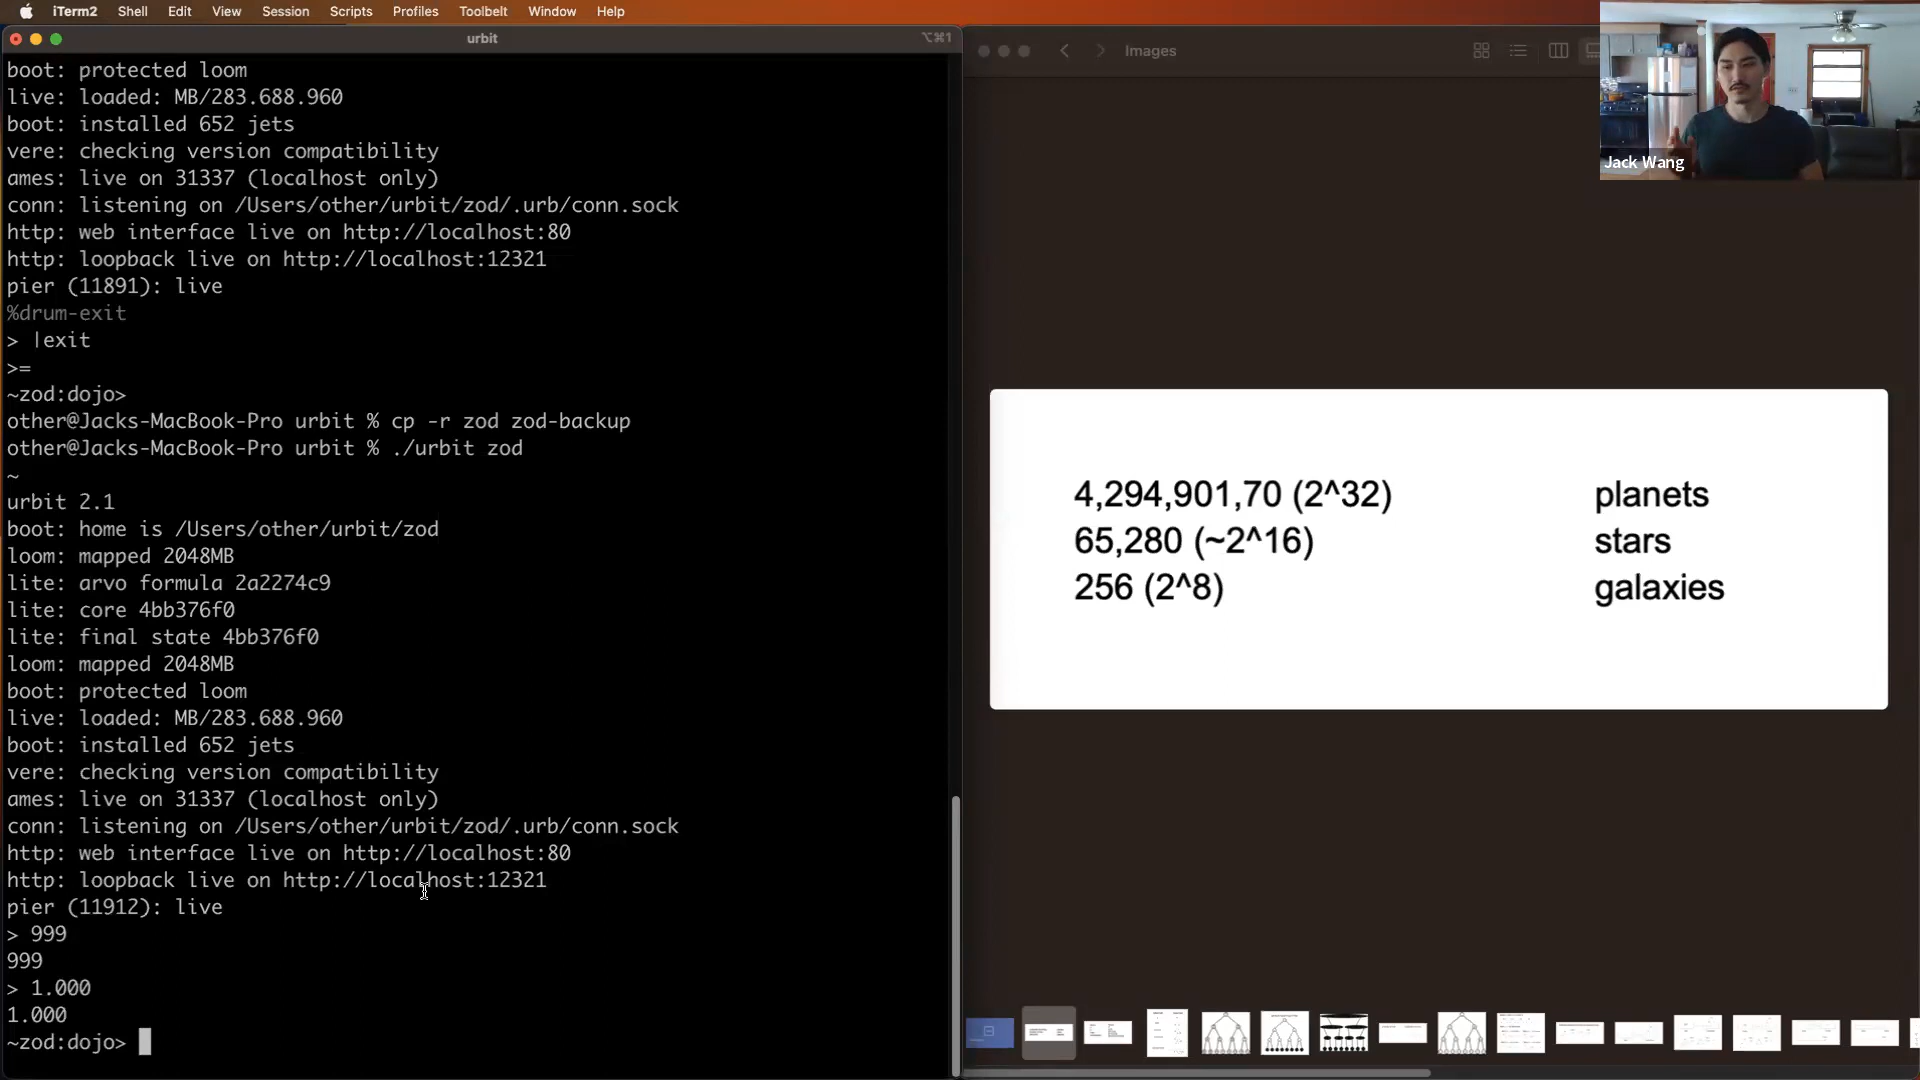 iTerm2 Shell Edit View Session Scripts Profiles Toolbelt Window Help
urbit ⌥⌘1
boot: protected loom
live: loaded: MB/283.688.960
boot: installed 652 jets
vere: checking version compatibility
ames: live on 31337 (localhost only)
conn: listening on /Users/other/urbit/zod/.urb/conn.sock
http: web interface live on http://localhost:80
http: loopback live on http://localhost:12321
pier (11891): live
%drum-exit
> |exit
>=
~zod:dojo>
other@Jacks-MacBook-Pro urbit % cp -r zod zod-backup
other@Jacks-MacBook-Pro urbit % ./urbit zod
~
urbit 2.1
boot: home is /Users/other/urbit/zod
loom: mapped 2048MB
lite: arvo formula 2a2274c9
lite: core 4bb376f0
lite: final state 4bb376f0
loom: mapped 2048MB
boot: protected loom
live: loaded: MB/283.688.960
boot: installed 652 jets
vere: checking version compatibility
ames: live on 31337 (localhost only)
conn: listening on /Users/other/urbit/zod/.urb/conn.sock
http: web interface live on http://localhost:80
http: loopback live on http://localhost:12321
pier (11912): live
> 999
999
> 1.000
1.000
~zod:dojo>
Images
Jack Wang
4,294,901,70 (2^32) planets
65,280 (~2^16) stars
256 (2^8) galaxies